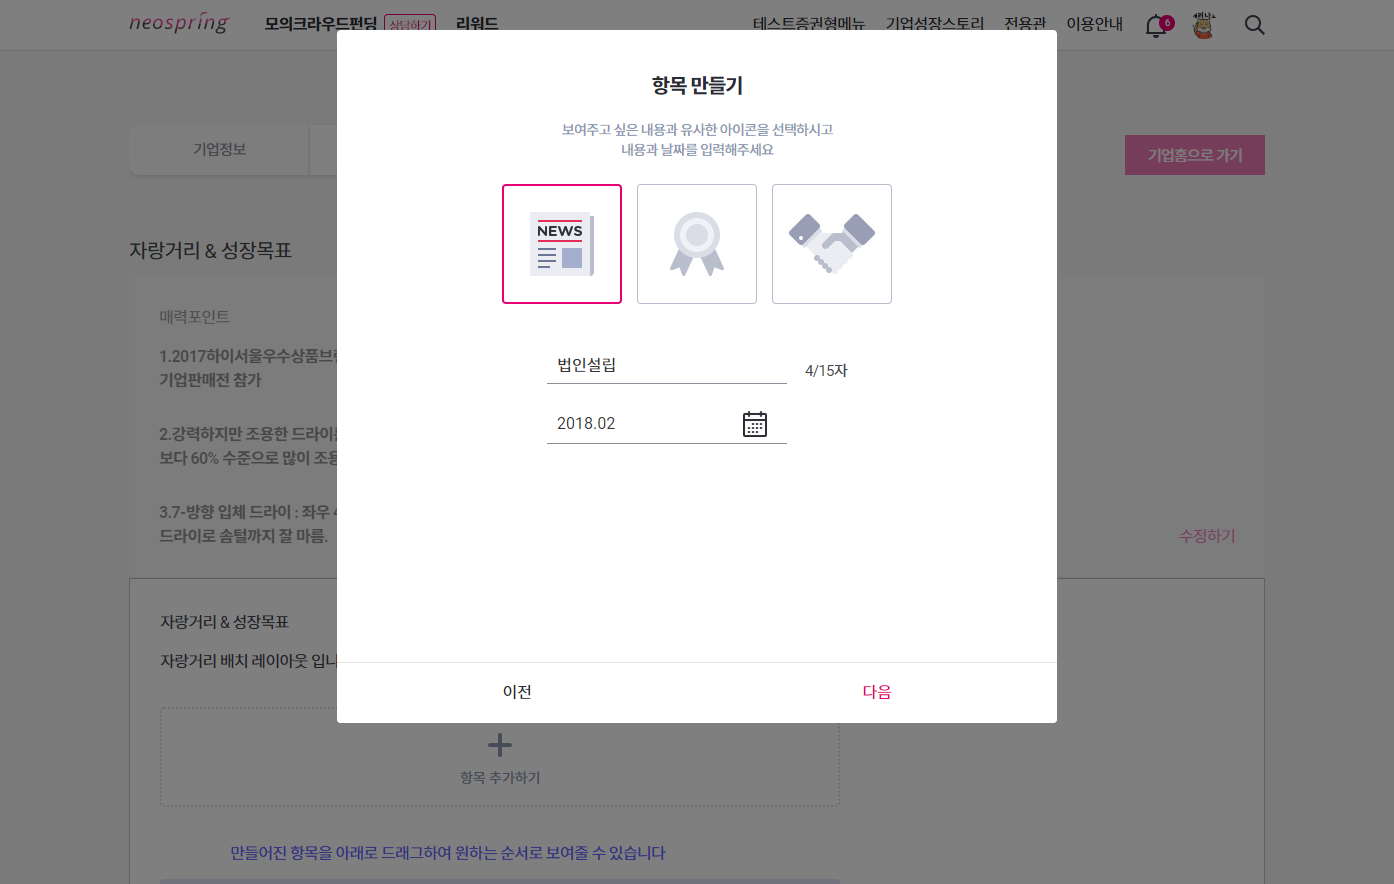 neospring
모의크라우드펀딩 상담하기 리워드
테스트증권형메뉴 기업성장스토리 전용관 이용안내 6
기업정보
기업홈으로 가기
항목 만들기
보여주고 싶은 내용과 유사한 아이콘을 선택하시고
내용과 날짜를 입력해주세요
NEWS
법인설립
4/15자
2018.02
이전
다음
자랑거리 & 성장목표
매력포인트
1.2017하이서울우수상품브
기업판매전 참가
2.강력하지만 조용한 드라이
보다 60% 수준으로 많이 조용
3.7-방향 입체 드라이 : 좌우
드라이로 솜털까지 잘 마름.
수정하기
자랑거리 & 성장목표
자랑거리 배치 레이아웃 입니
항목 추가하기
만들어진 항목을 아래로 드래그하여 원하는 순서로 보여줄 수 있습니다